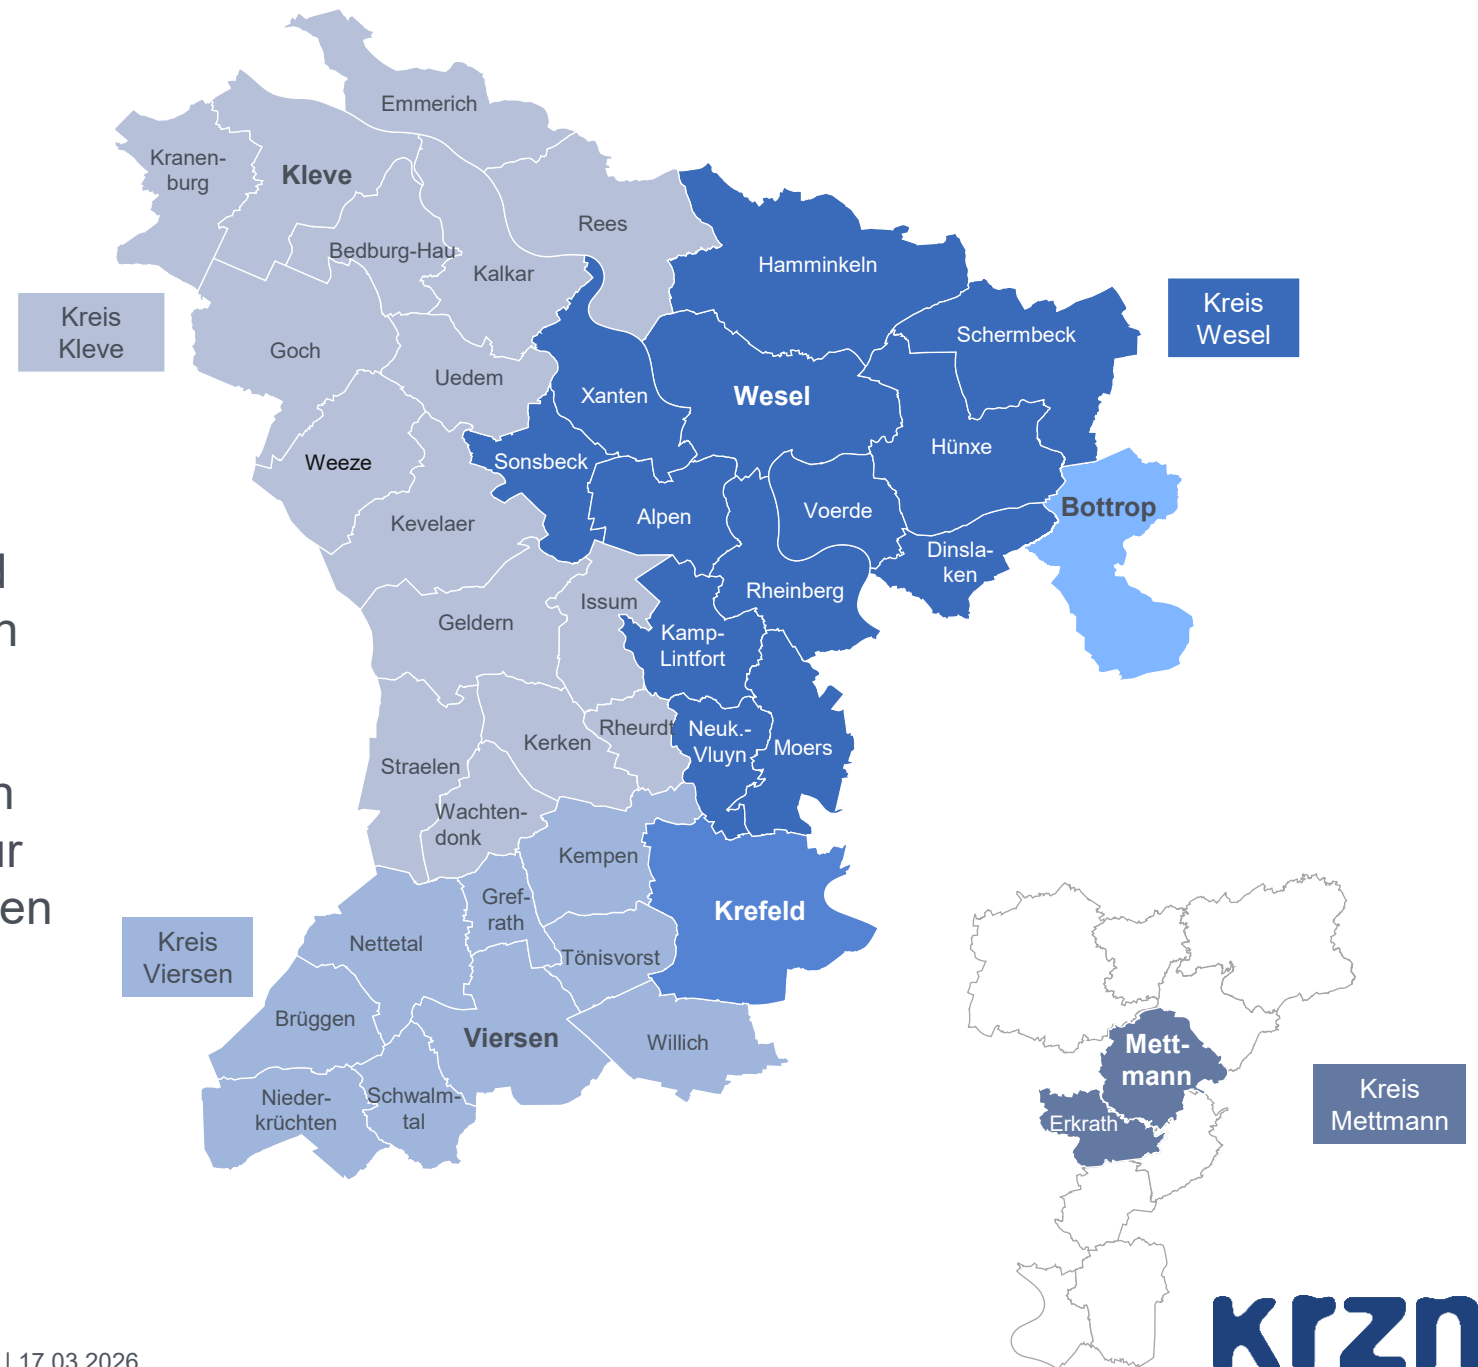 Emmerich
Kranen-
burg
Kleve
Rees
Bedburg-Hau
Kalkar
Hamminkeln
Kreis
Kleve
Kreis
Wesel
Goch
Schermbeck
Uedem
Xanten
Wesel
Weeze
Sonsbeck
Hünxe
Kevelaer
Alpen
Voerde
Bottrop
Dinsla-
ken
Geldern
Issum
Rheinberg
Kamp-
Lintfort
Straelen
Kerken
Rheurdt
Neuk.-
Vluyn
Moers
Wachten-
donk
Kempen
Gref-
rath
Krefeld
Kreis
Viersen
Nettetal
Tönisvorst
Brüggen
Viersen
Willich
Nieder-
krüchten
Schwalm-
tal
Mett-
mann
Erkrath
Kreis
Mettmann
krzn
| 17.03.2026